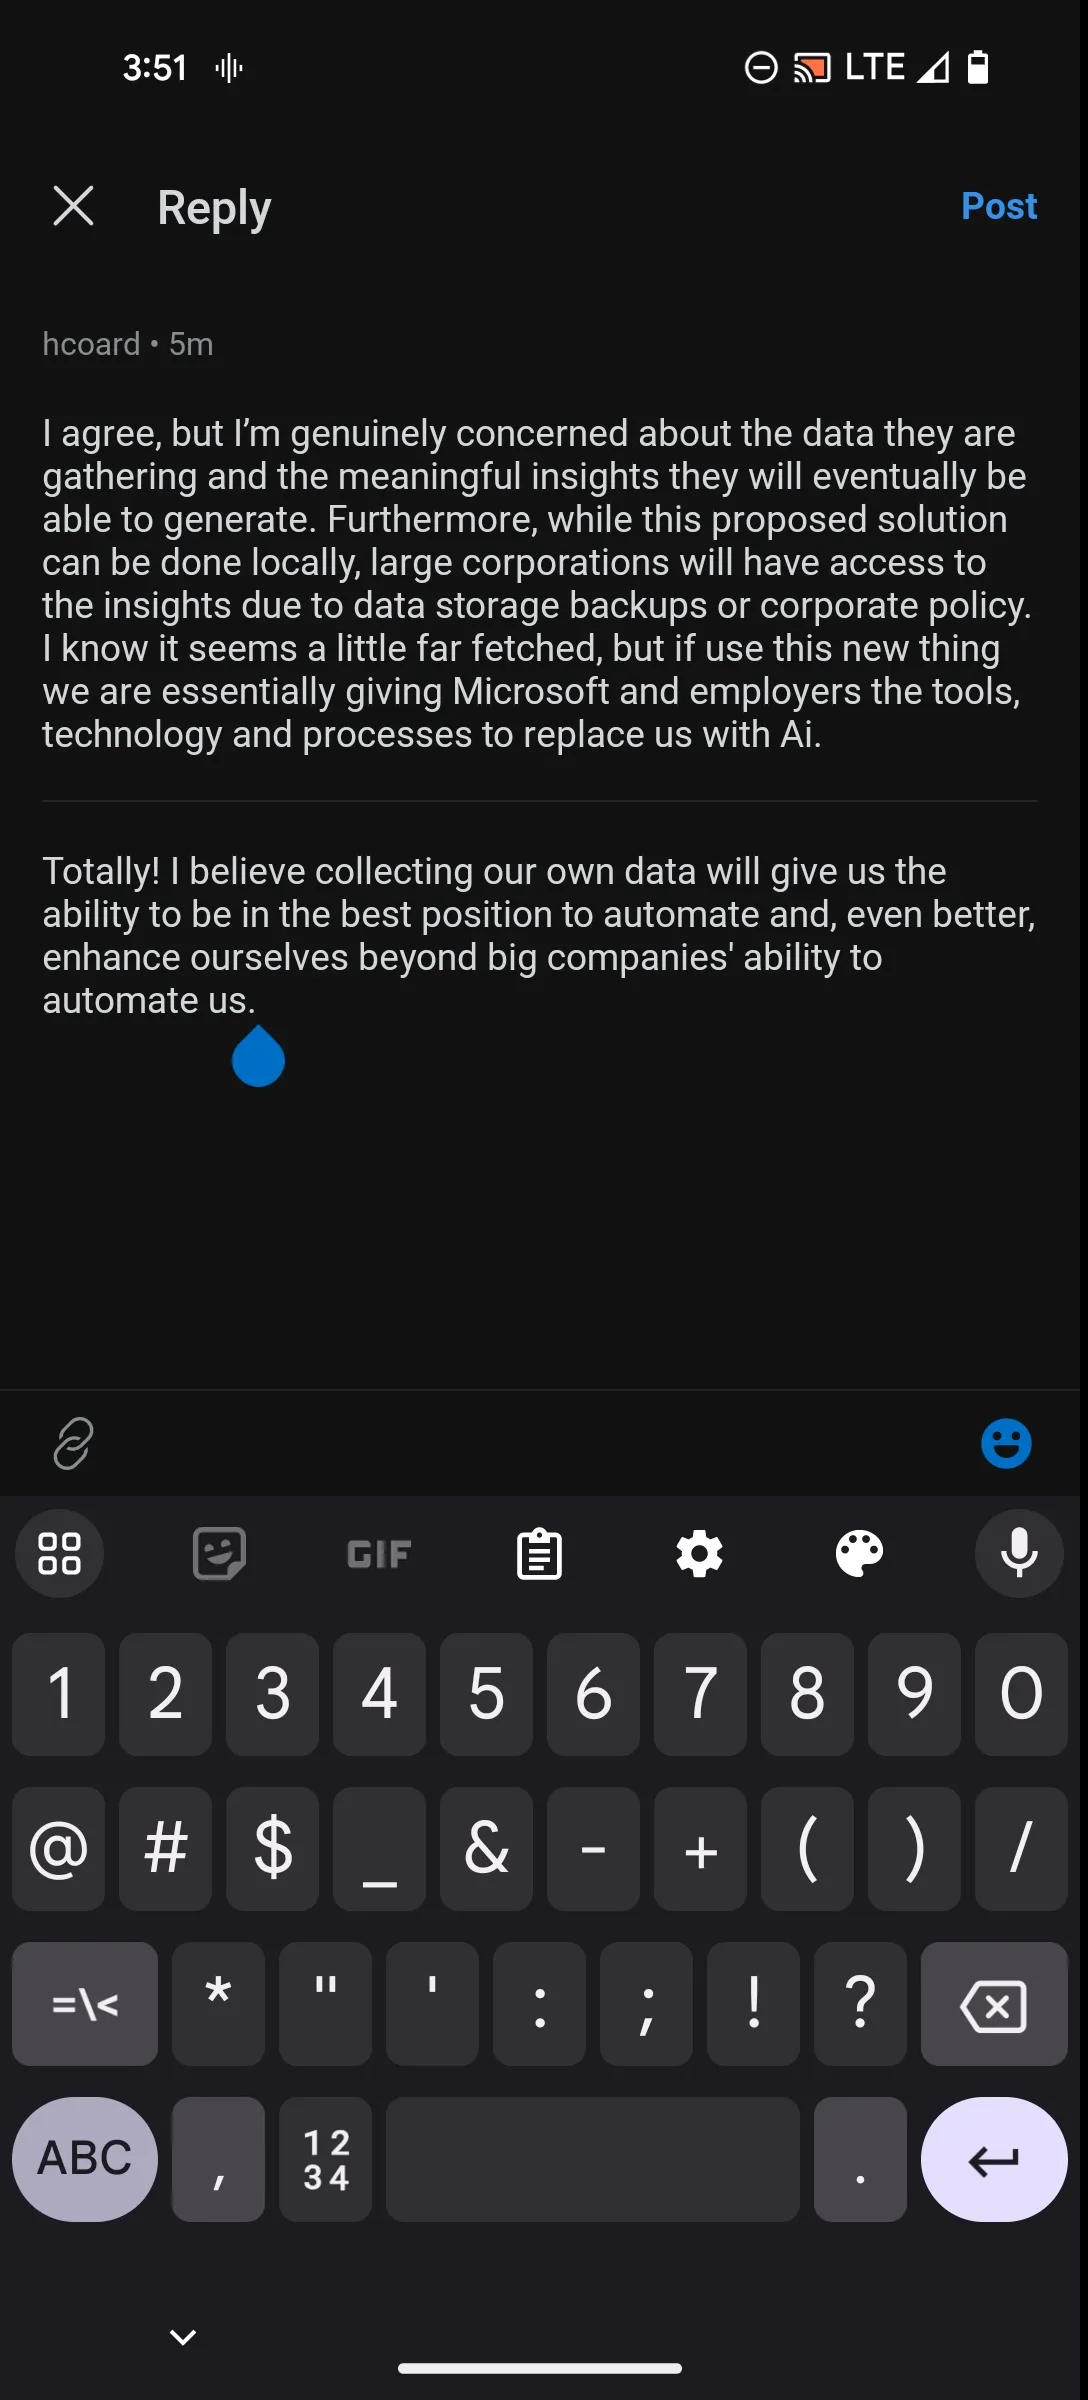 3:51 LTE
Reply Post
hcoard • 5m
I agree, but I’m genuinely concerned about the data they are
gathering and the meaningful insights they will eventually be
able to generate. Furthermore, while this proposed solution
can be done locally, large corporations will have access to
the insights due to data storage backups or corporate policy.
I know it seems a little far fetched, but if use this new thing
we are essentially giving Microsoft and employers the tools,
technology and processes to replace us with Ai.
Totally! I believe collecting our own data will give us the
ability to be in the best position to automate and, even better,
enhance ourselves beyond big companies' ability to
automate us.
GIF
1 2 3 4 5 6 7 8 9 0
@ # $ _ & - + ( ) /
=\< * " ' : ; ! ?
ABC , 1 2 .
3 4